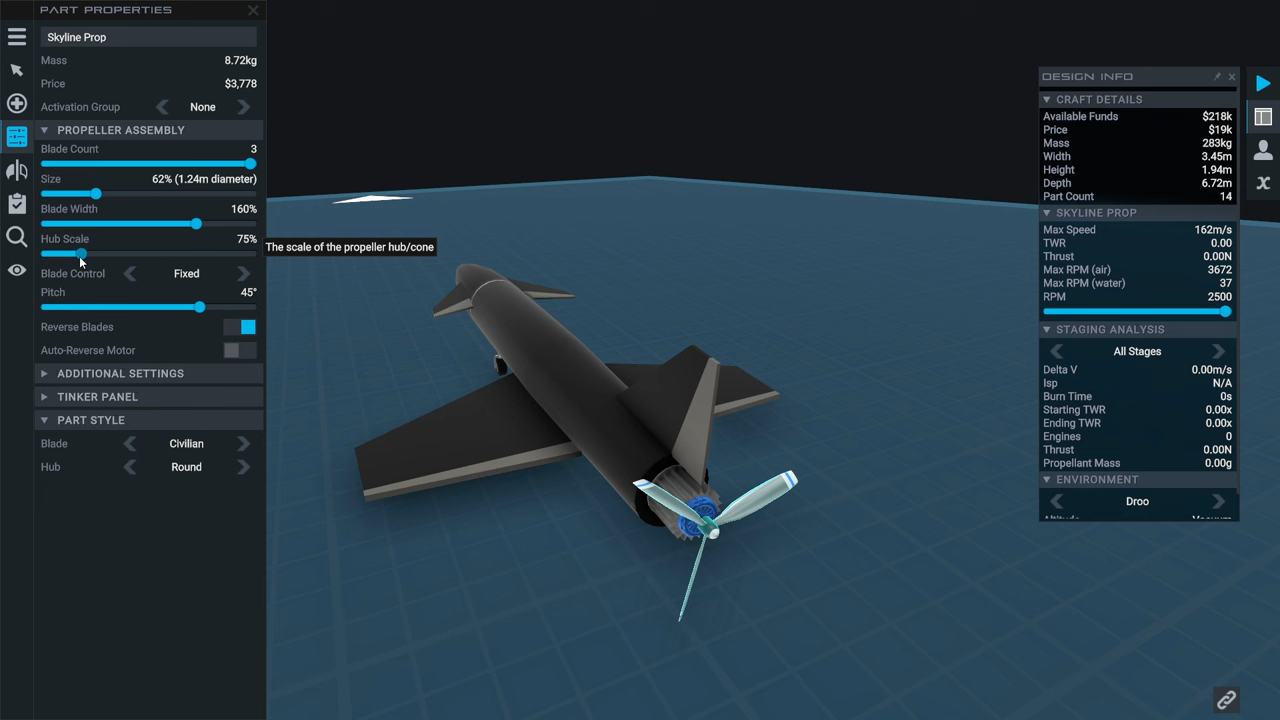 PART PROPERTIES
Skyline Prop
Mass 8.72kg
Price $3,778
Activation Group None
PROPELLER ASSEMBLY
Blade Count 3
Size 62% (1.24m diameter)
Blade Width 160%
Hub Scale 75%
The scale of the propeller hub/cone
Blade Control Fixed
Pitch 45°
Reverse Blades
Auto-Reverse Motor
ADDITIONAL SETTINGS
TINKER PANEL
PART STYLE
Blade Civilian
Hub Round
DESIGN INFO
CRAFT DETAILS
Available Funds $218k
Price $19k
Mass 283kg
Width 3.45m
Height 1.94m
Depth 6.72m
Part Count 14
SKYLINE PROP
Max Speed 162m/s
TWR 0.00
Thrust 0.00N
Max RPM (air) 3672
Max RPM (water) 37
RPM 2500
STAGING ANALYSIS
All Stages
Delta V 0.00m/s
Isp N/A
Burn Time 0s
Starting TWR 0.00x
Ending TWR 0.00x
Engines 0
Thrust 0.00N
Propellant Mass 0.00g
ENVIRONMENT
Droo